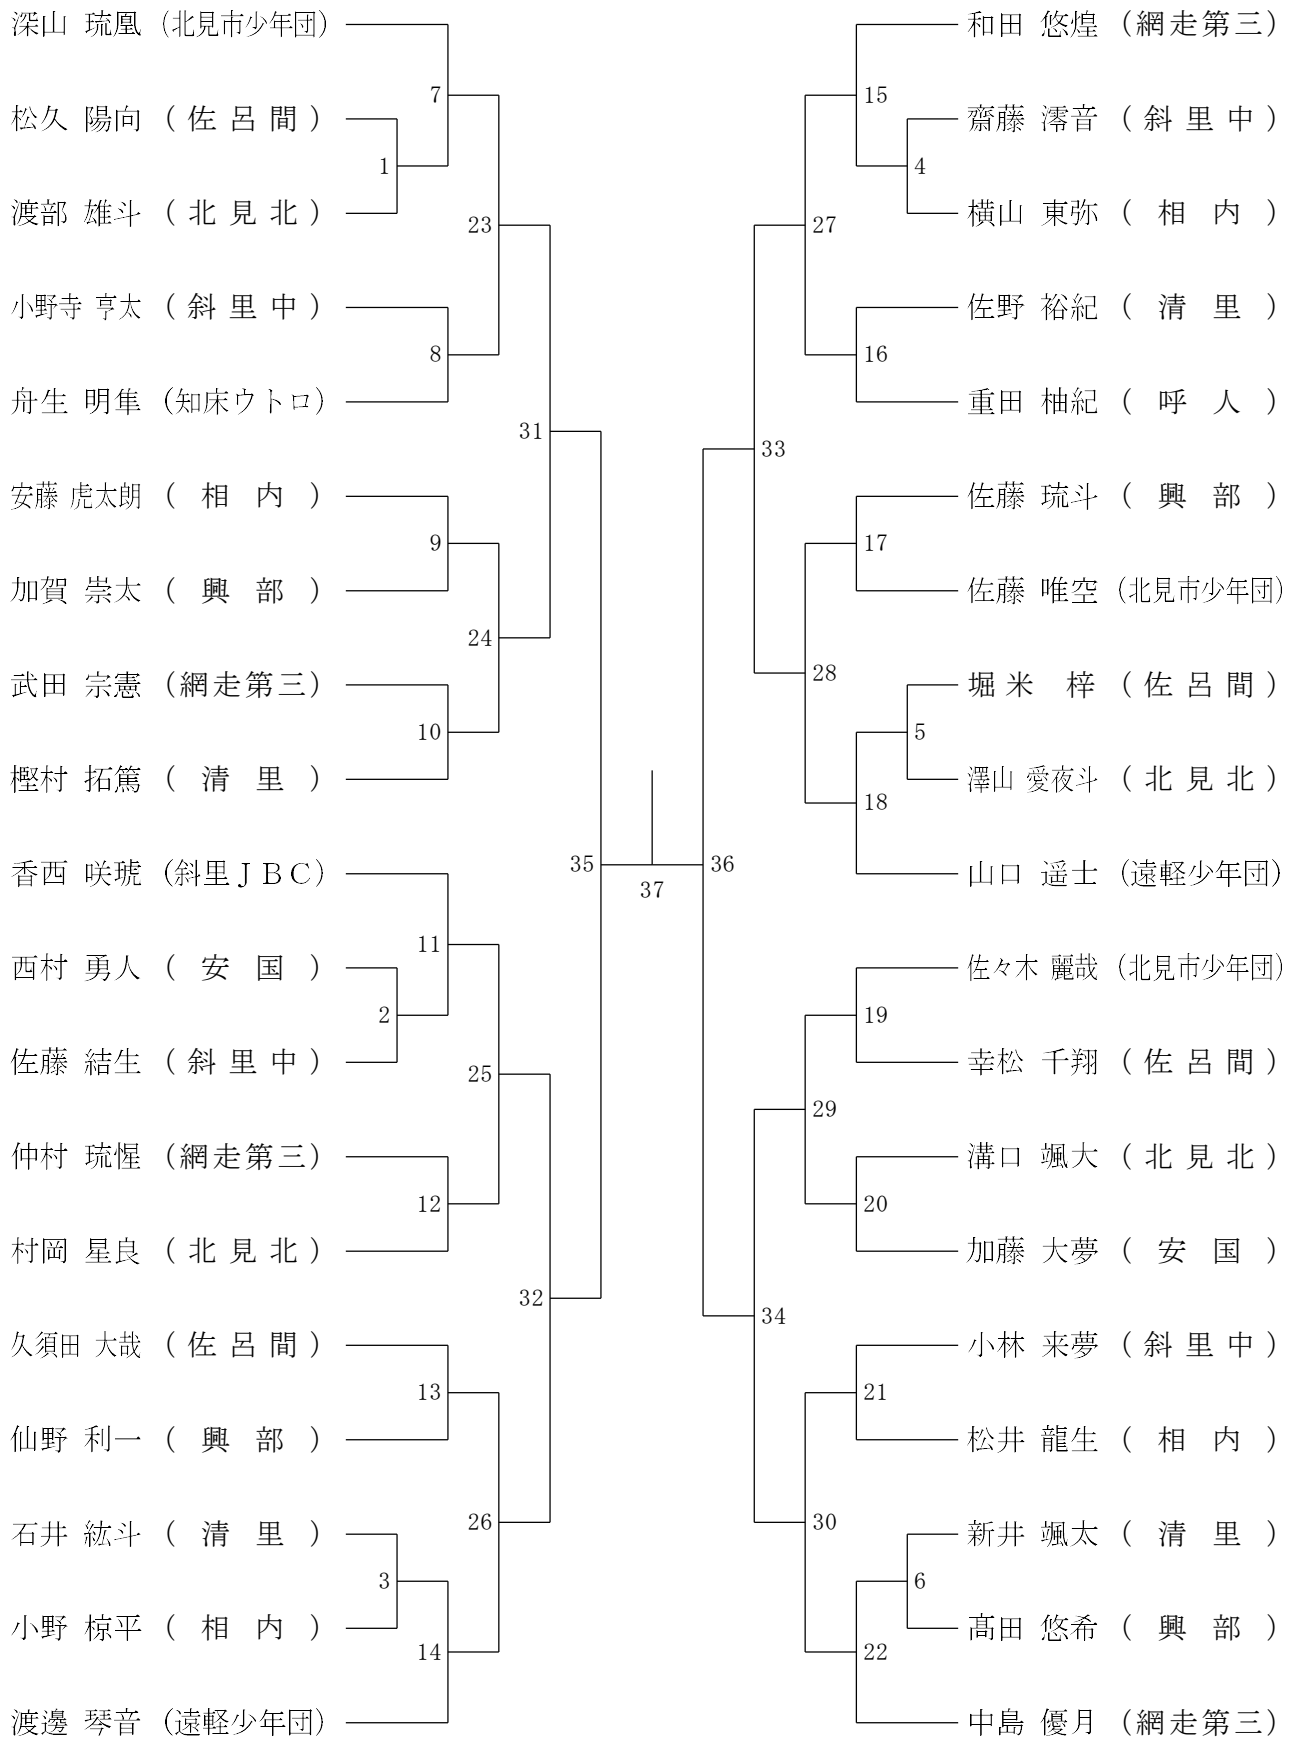 深山 琉凰 (北見市少年団)
松久 陽向 (佐呂間)
渡部 雄斗 (北見北)
小野寺 亨太 (斜里中)
舟生 明隼 (知床ウトロ)
安藤 虎太朗 (相内)
加賀 崇太 (興部)
武田 宗憲 (網走第三)
樫村 拓篤 (清里)
香西 咲琥 (斜里ＪＢＣ)
西村 勇人 (安国)
佐藤 結生 (斜里中)
仲村 琉惺 (網走第三)
村岡 星良 (北見北)
久須田 大哉 (佐呂間)
仙野 利一 (興部)
石井 紘斗 (清里)
小野 椋平 (相内)
渡邊 琴音 (遠軽少年団)
7
1
23
8
31
9
24
10
35
11
2
25
12
32
13
26
3
14
37
和田 悠煌 (網走第三)
齋藤 澪音 (斜里中)
横山 東弥 (相内)
佐野 裕紀 (清里)
重田 柚紀 (呼人)
佐藤 琉斗 (興部)
佐藤 唯空 (北見市少年団)
堀米 梓 (佐呂間)
澤山 愛夜斗 (北見北)
山口 遥士 (遠軽少年団)
佐々木 麗哉 (北見市少年団)
幸松 千翔 (佐呂間)
溝口 颯大 (北見北)
加藤 大夢 (安国)
小林 来夢 (斜里中)
松井 龍生 (相内)
新井 颯太 (清里)
髙田 悠希 (興部)
中島 優月 (網走第三)
15
4
27
16
33
17
28
5
18
36
19
29
20
34
21
30
6
22